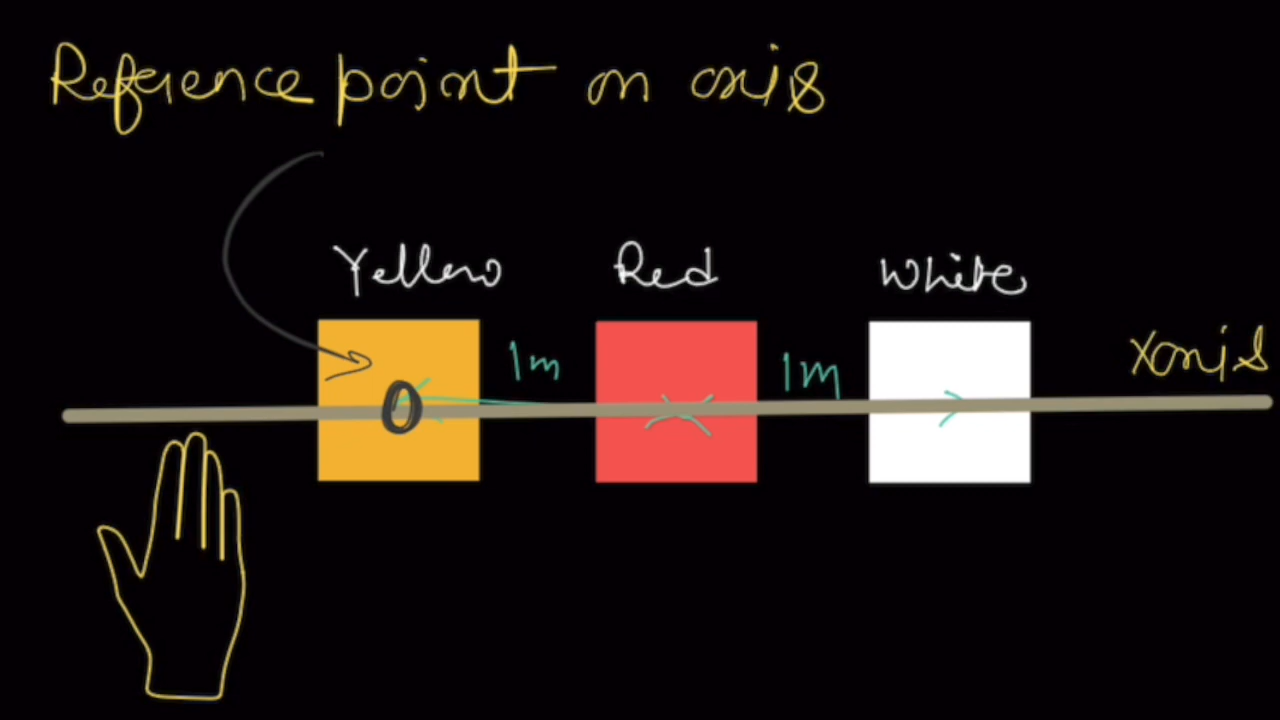 Reference point on axis
Yellow Red White
1m 1m X axis
0